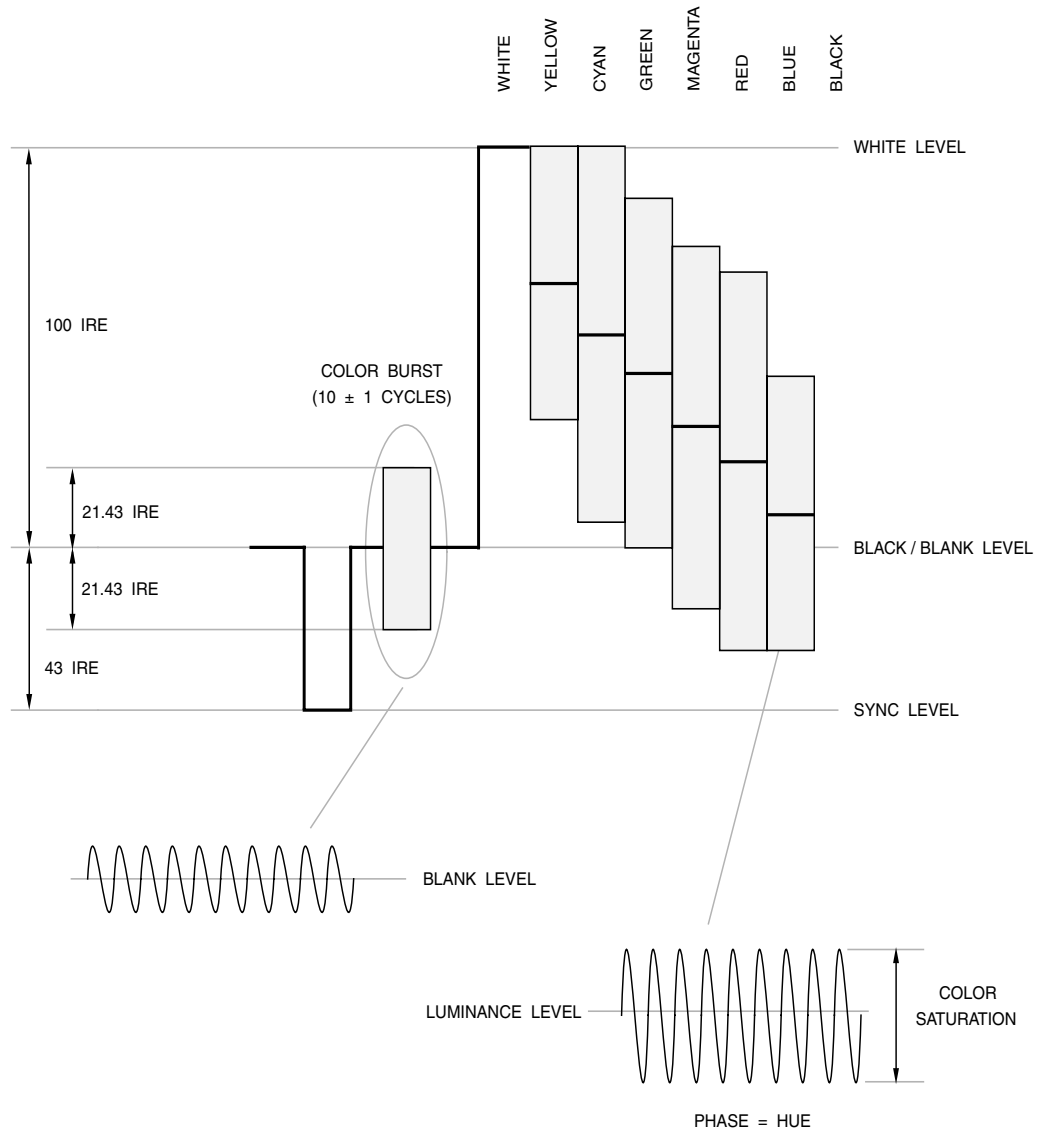 WHITE
YELLOW
CYAN
GREEN
MAGENTA
RED
BLUE
BLACK
WHITE LEVEL
100 IRE
COLOR BURST
(10 ± 1 CYCLES)
21.43 IRE
BLACK / BLANK LEVEL
21.43 IRE
43 IRE
SYNC LEVEL
BLANK LEVEL
LUMINANCE LEVEL
COLOR
SATURATION
PHASE = HUE